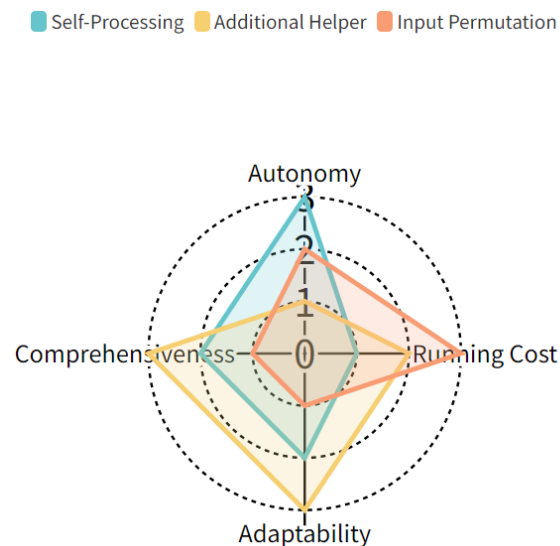 Self-Processing Additional Helper Input Permutation
Autonomy
3
2
1
Comprehensiveness 0 Running Cost
Adaptability